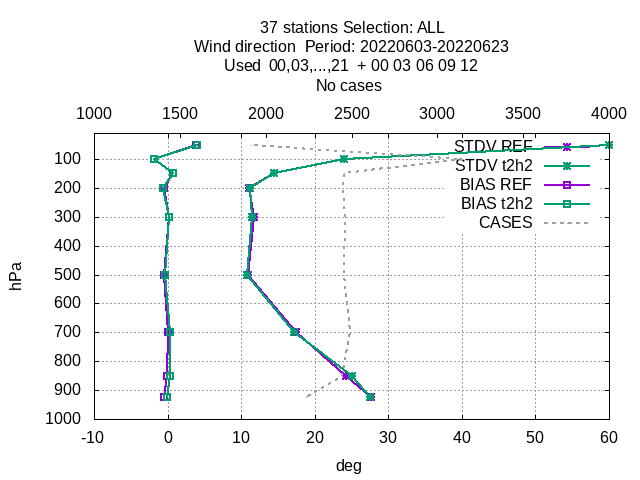 37 stations Selection: ALL
Wind direction  Period: 20220603-20220623
Used  00,03,...,21  + 00 03 06 09 12
No cases
1000 1500 2000 2500 3000 3500 4000
STDV REF
STDV t2h2
BIAS REF
BIAS t2h2
CASES
100
200
300
400
500
600
700
800
900
1000
hPa
-10 0 10 20 30 40 50 60
deg